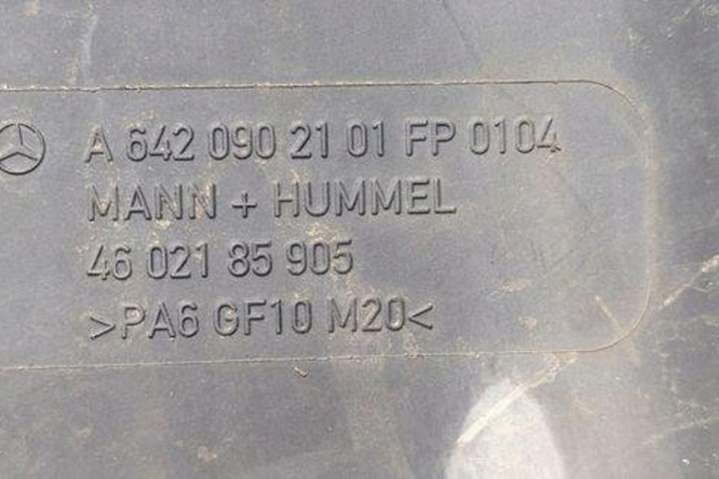 A 642 090 21 01 FP 0104
MANN + HUMMEL
46 021 85 905
>PA6 GF10 M20<